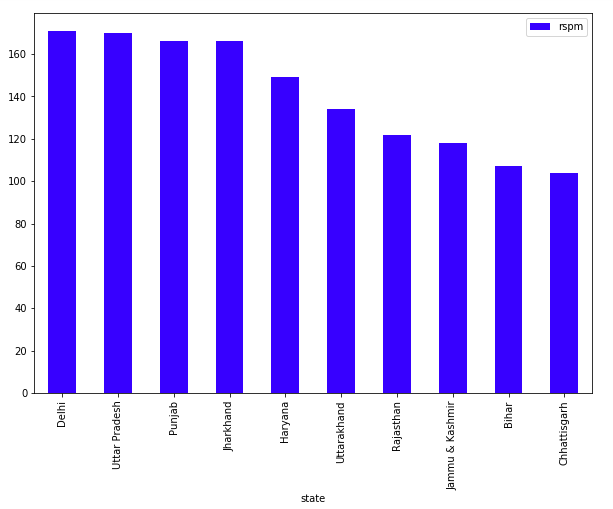 rspm
160
140
120
100
80
60
40
20
0
Delhi
Uttar Pradesh
Punjab
Jharkhand
Haryana
Uttarakhand
Rajasthan
Jammu & Kashmir
Bihar
Chhattisgarh
state